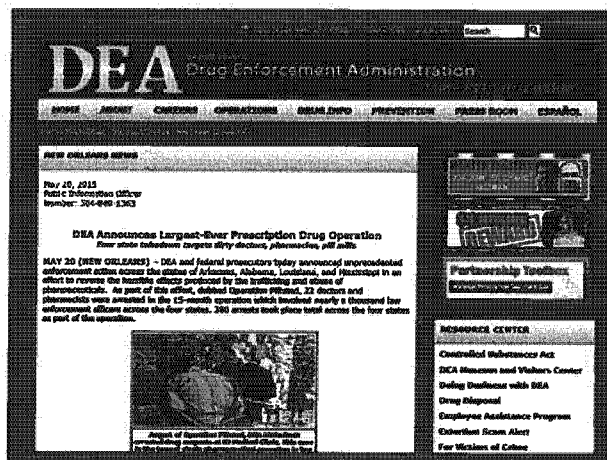 Search
DEA
Drug Enforcement Administration
HOME ABOUT CAREERS OPERATIONS DRUG INFO PREVENTION PRESS ROOM ESPAÑOL
NEW ORLEANS NEWS
May 20, 2015
Public Information Officer
Number: 504-840-1363
DEA Announces Largest-Ever Prescription Drug Operation
Four state takedown targets dirty doctors, pharmacies, pill mills
MAY 20 (NEW ORLEANS) – DEA and federal prosecutors today announced unprecedented
enforcement action across the states of Arkansas, Alabama, Louisiana, and Mississippi in an
effort to reverse the horrible effects produced by the trafficking and abuse of
pharmaceuticals. As part of this effort, dubbed Operation Pilluted, 22 doctors and
pharmacists were arrested in the 15-month operation which involved nearly a thousand law
enforcement officers across the four states. 280 arrests took place total across the four states
as part of the operation.
REWARD
Partnership Toolbox
RESOURCE CENTER
Controlled Substances Act
DEA Museum and Visitors Center
Doing Business with DEA
Drug Disposal
Employee Assistance Program
Extortion Scam Alert
For Victims of Crime